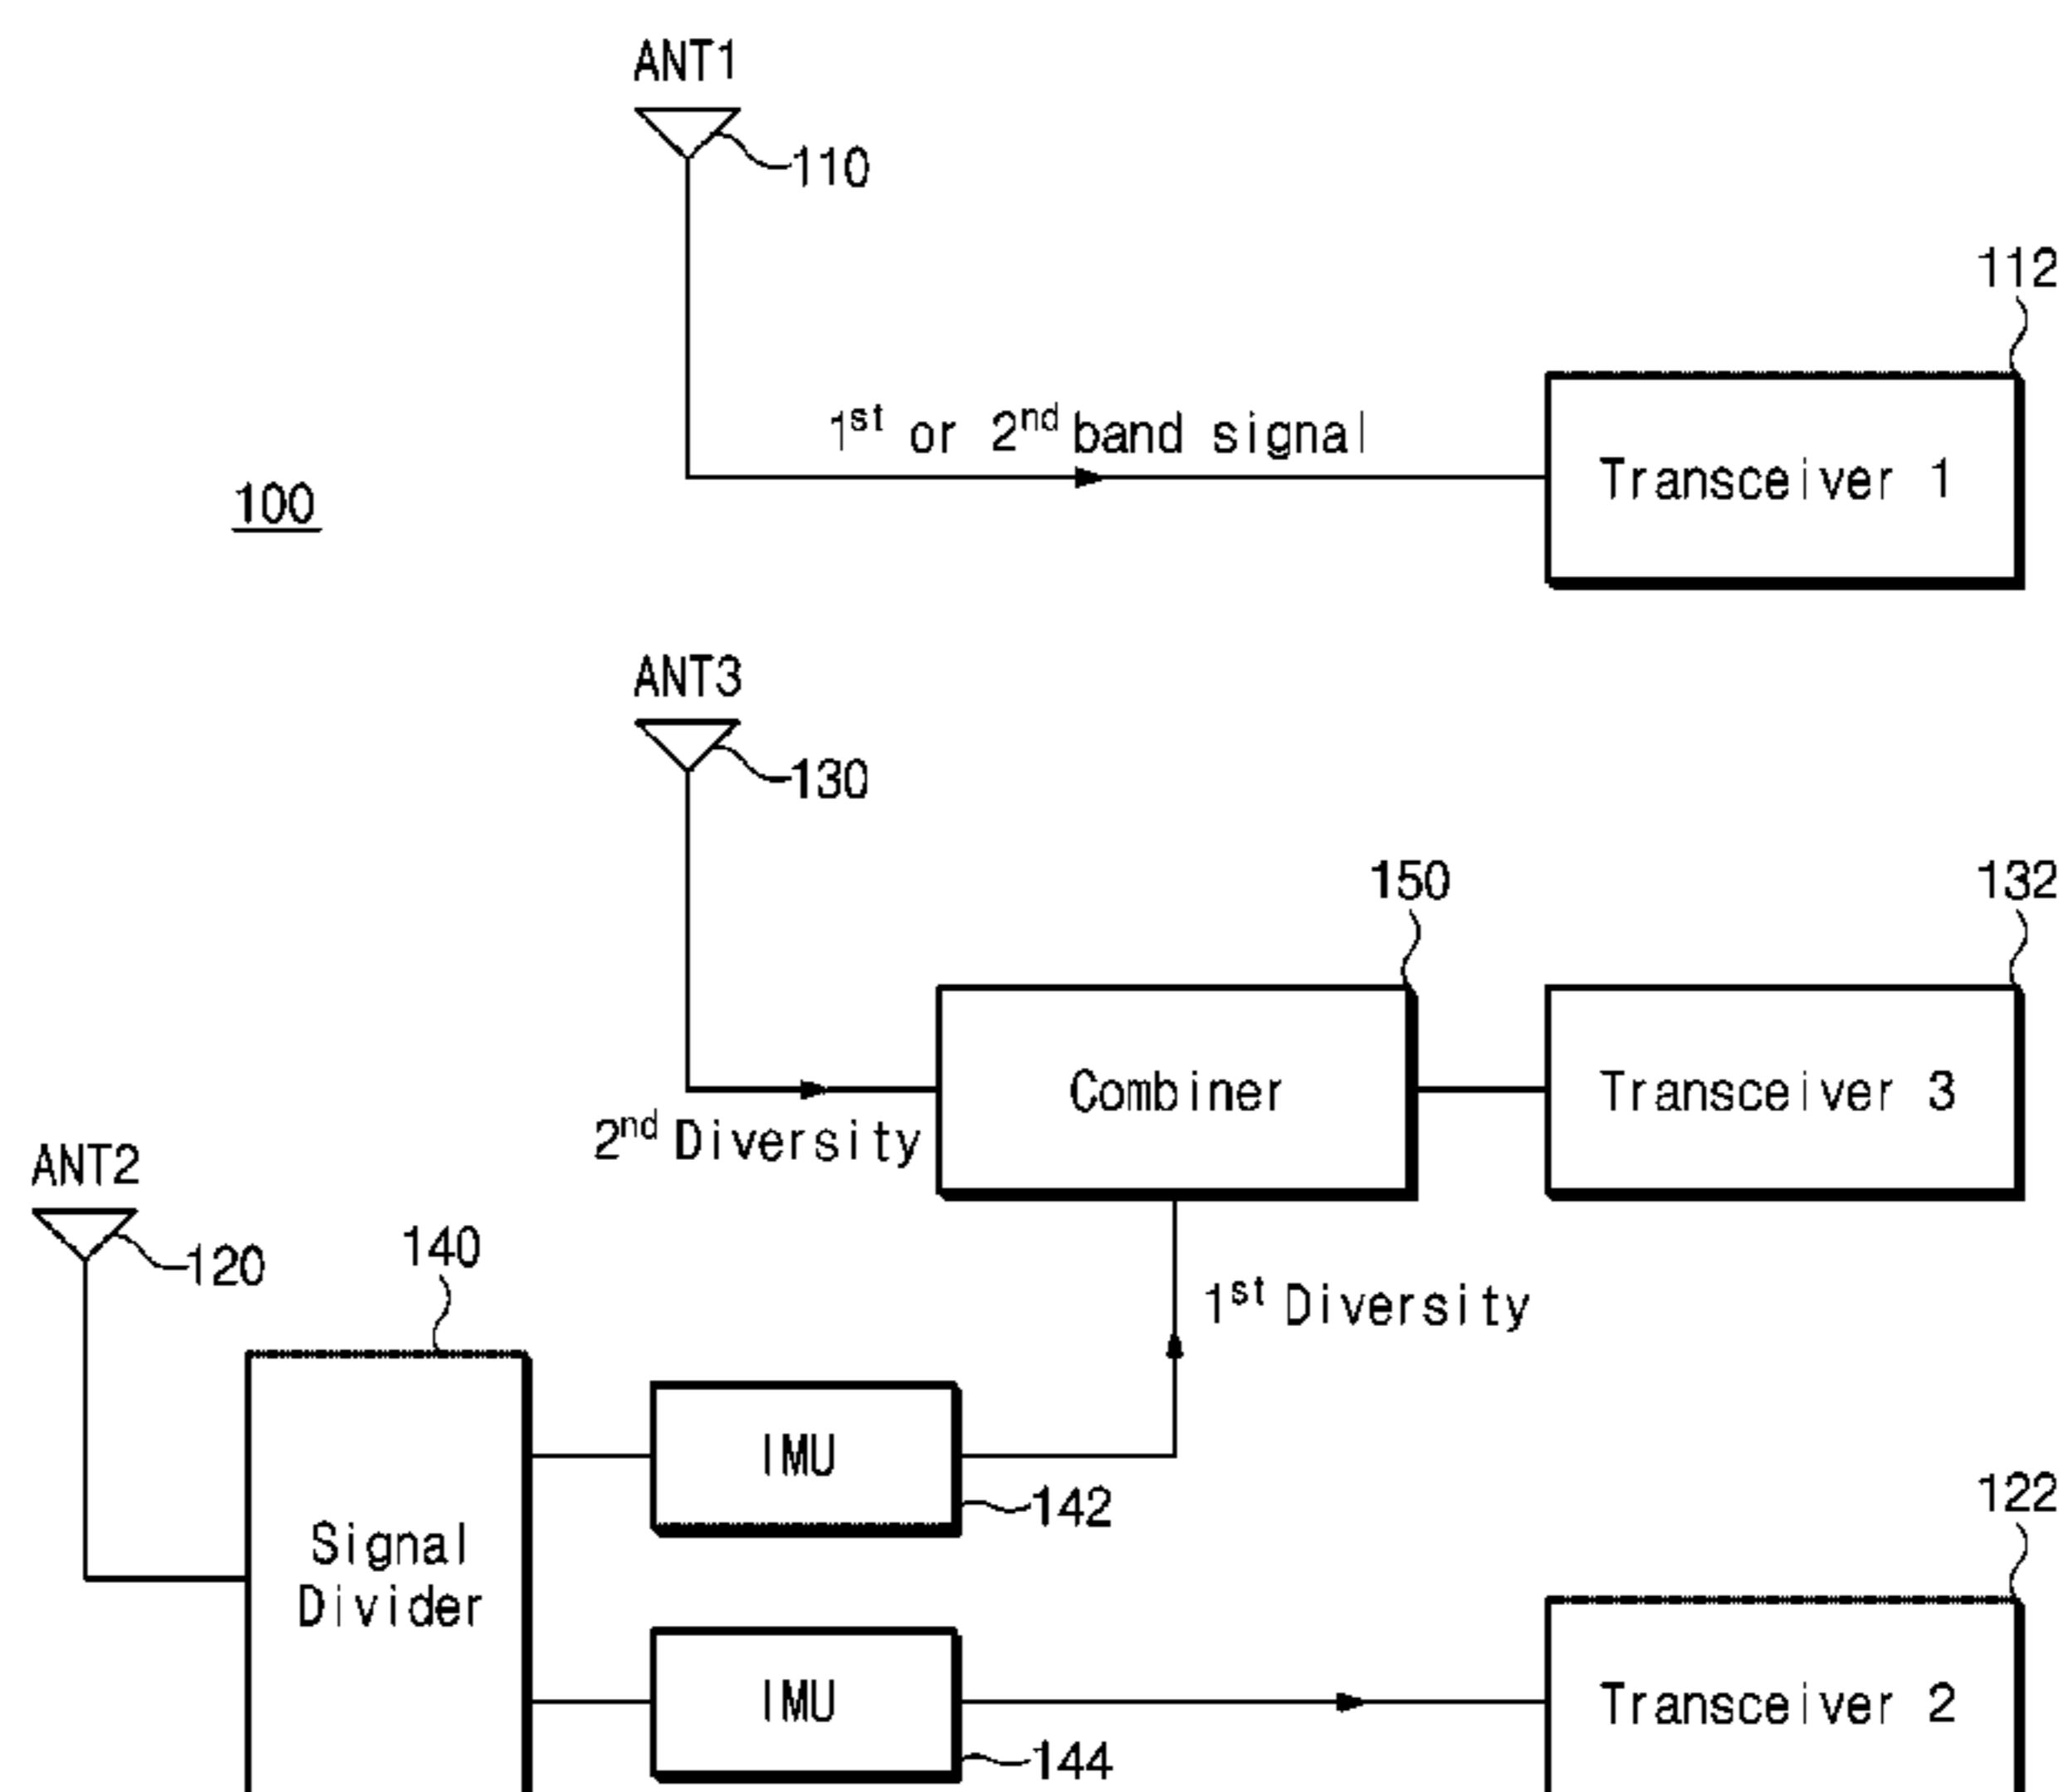 ANT1
110
112
1st or 2nd band signal
Transceiver 1
100
ANT3
130
150
132
Combiner
Transceiver 3
2nd Diversity
ANT2
120
140
1st Diversity
IMU
142
122
Signal
Divider
IMU
Transceiver 2
144